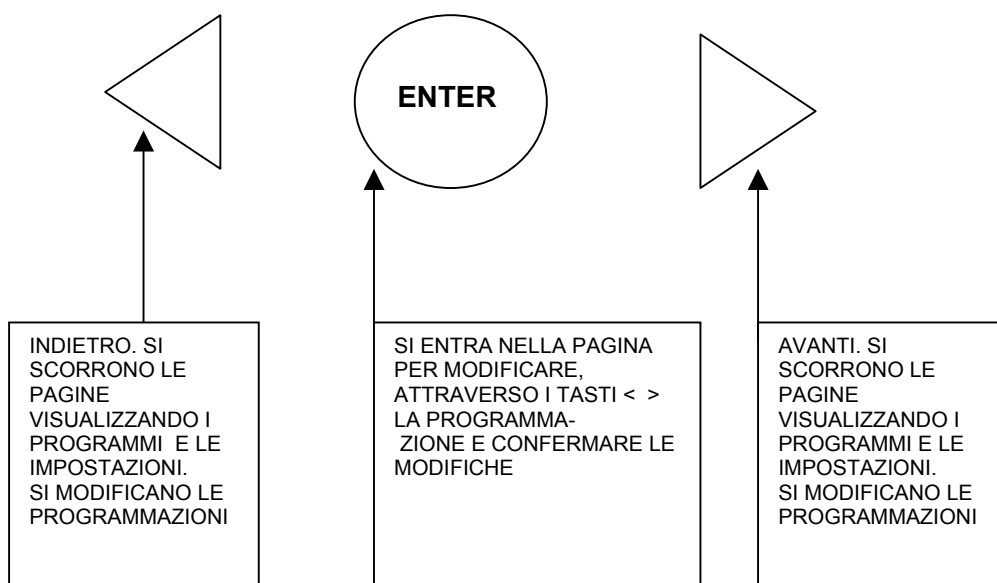 ENTER
INDIETRO. SI
SCORRONO LE
PAGINE
VISUALIZZANDO I
PROGRAMMI E LE
IMPOSTAZIONI.
SI MODIFICANO LE
PROGRAMMAZIONI
SI ENTRA NELLA PAGINA
PER MODIFICARE,
ATTRAVERSO I TASTI < >
LA PROGRAMMA-
ZIONE E CONFERMARE LE
MODIFICHE
AVANTI. SI
SCORRONO LE
PAGINE
VISUALIZZANDO I
PROGRAMMI E LE
IMPOSTAZIONI.
SI MODIFICANO LE
PROGRAMMAZIONI